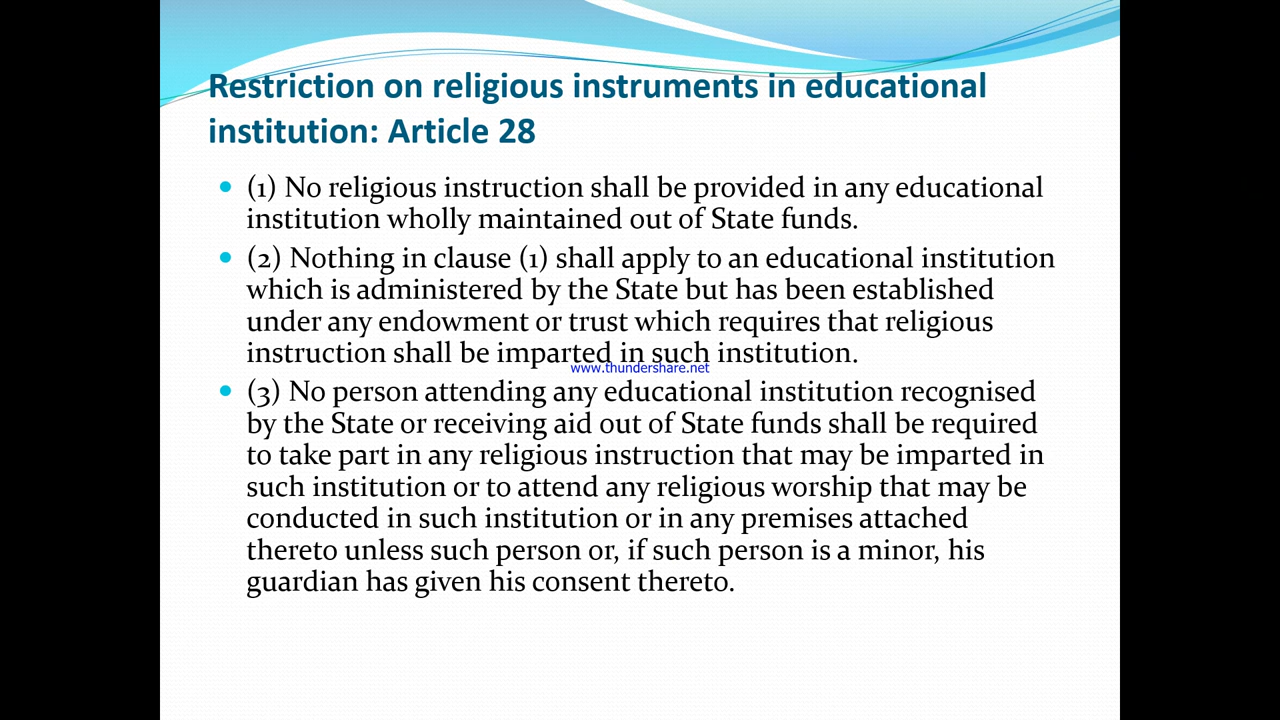 Restriction on religious instruments in educational
institution: Article 28
• (1) No religious instruction shall be provided in any educational
institution wholly maintained out of State funds.
• (2) Nothing in clause (1) shall apply to an educational institution
which is administered by the State but has been established
under any endowment or trust which requires that religious
instruction shall be imparted in such institution.
www.thundershare.net
• (3) No person attending any educational institution recognised
by the State or receiving aid out of State funds shall be required
to take part in any religious instruction that may be imparted in
such institution or to attend any religious worship that may be
conducted in such institution or in any premises attached
thereto unless such person or, if such person is a minor, his
guardian has given his consent thereto.